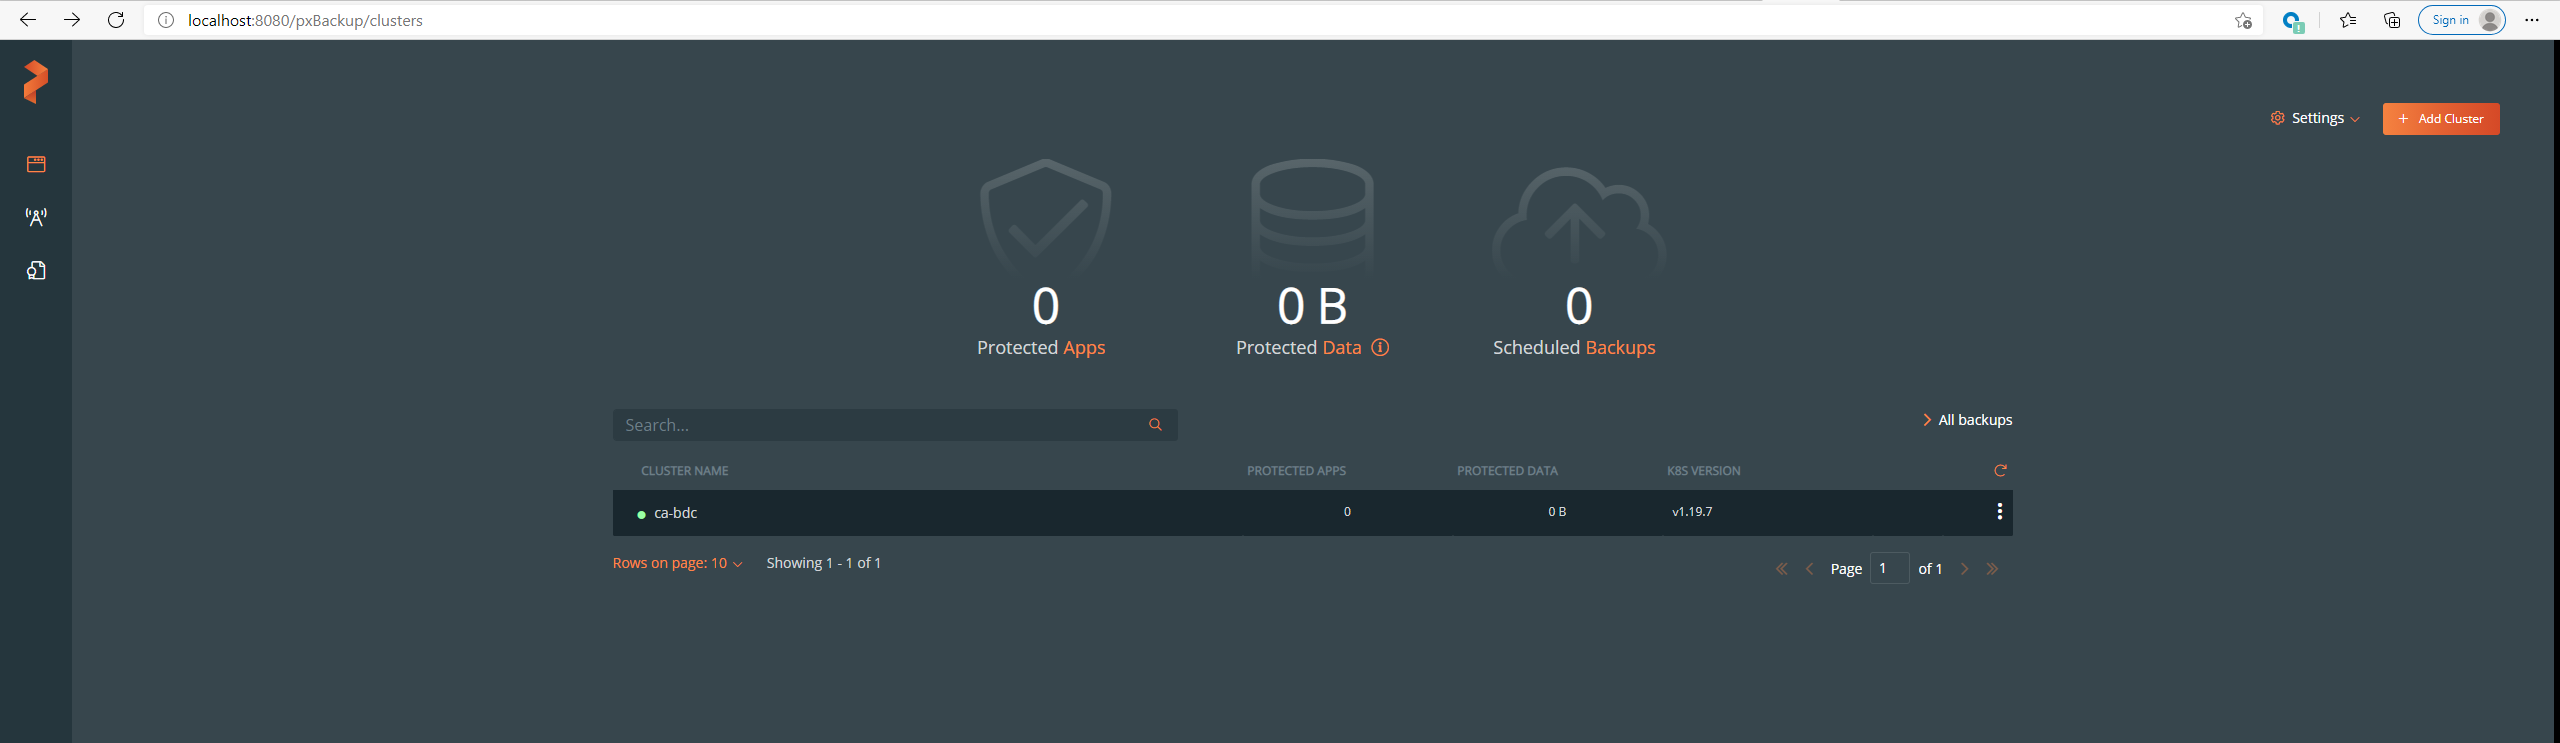 localhost:8080/pxBackup/clusters
Sign in
Settings
+ Add Cluster
0
Protected Apps
0 B
Protected Data
0
Scheduled Backups
Search...
All backups
CLUSTER NAME PROTECTED APPS PROTECTED DATA K8S VERSION
ca-bdc 0 0 B v1.19.7
Rows on page: 10 Showing 1 - 1 of 1 Page 1 of 1